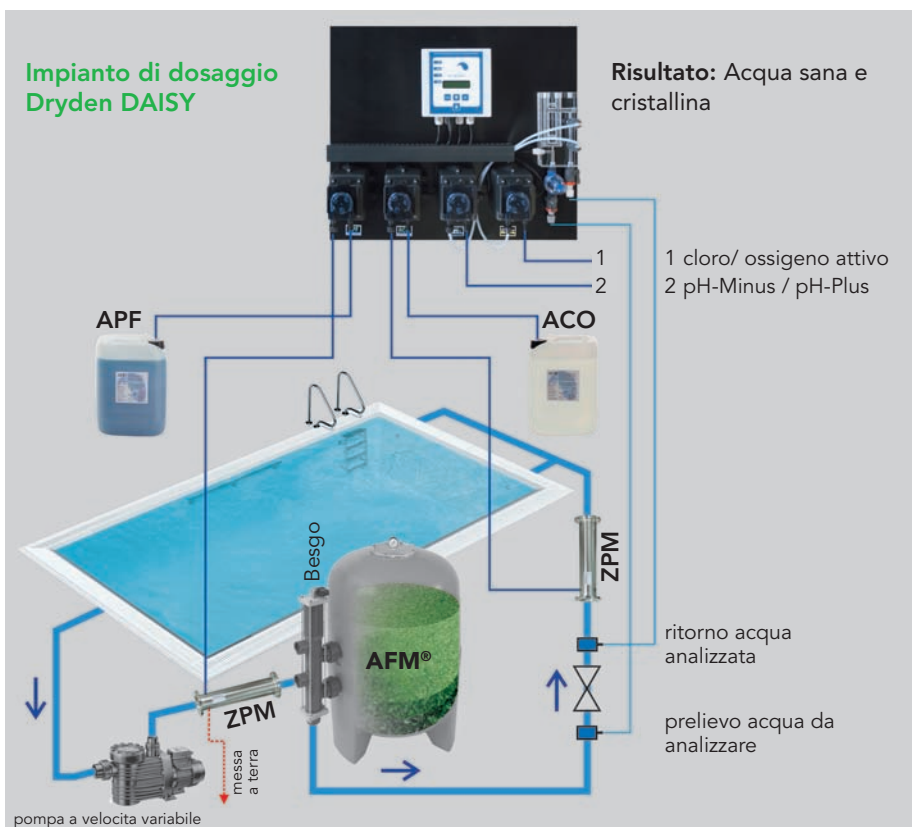 Impianto di dosaggio
Dryden DAISY
Risultato: Acqua sana e
cristallina
1
1 cloro/ ossigeno attivo
2
2 pH-Minus / pH-Plus
APF
ACO
Besgo
ZPM
AFM®
ritorno acqua
analizzata
ZPM
prelievo acqua da
analizzare
messa
a terra
pompa a velocita variabile